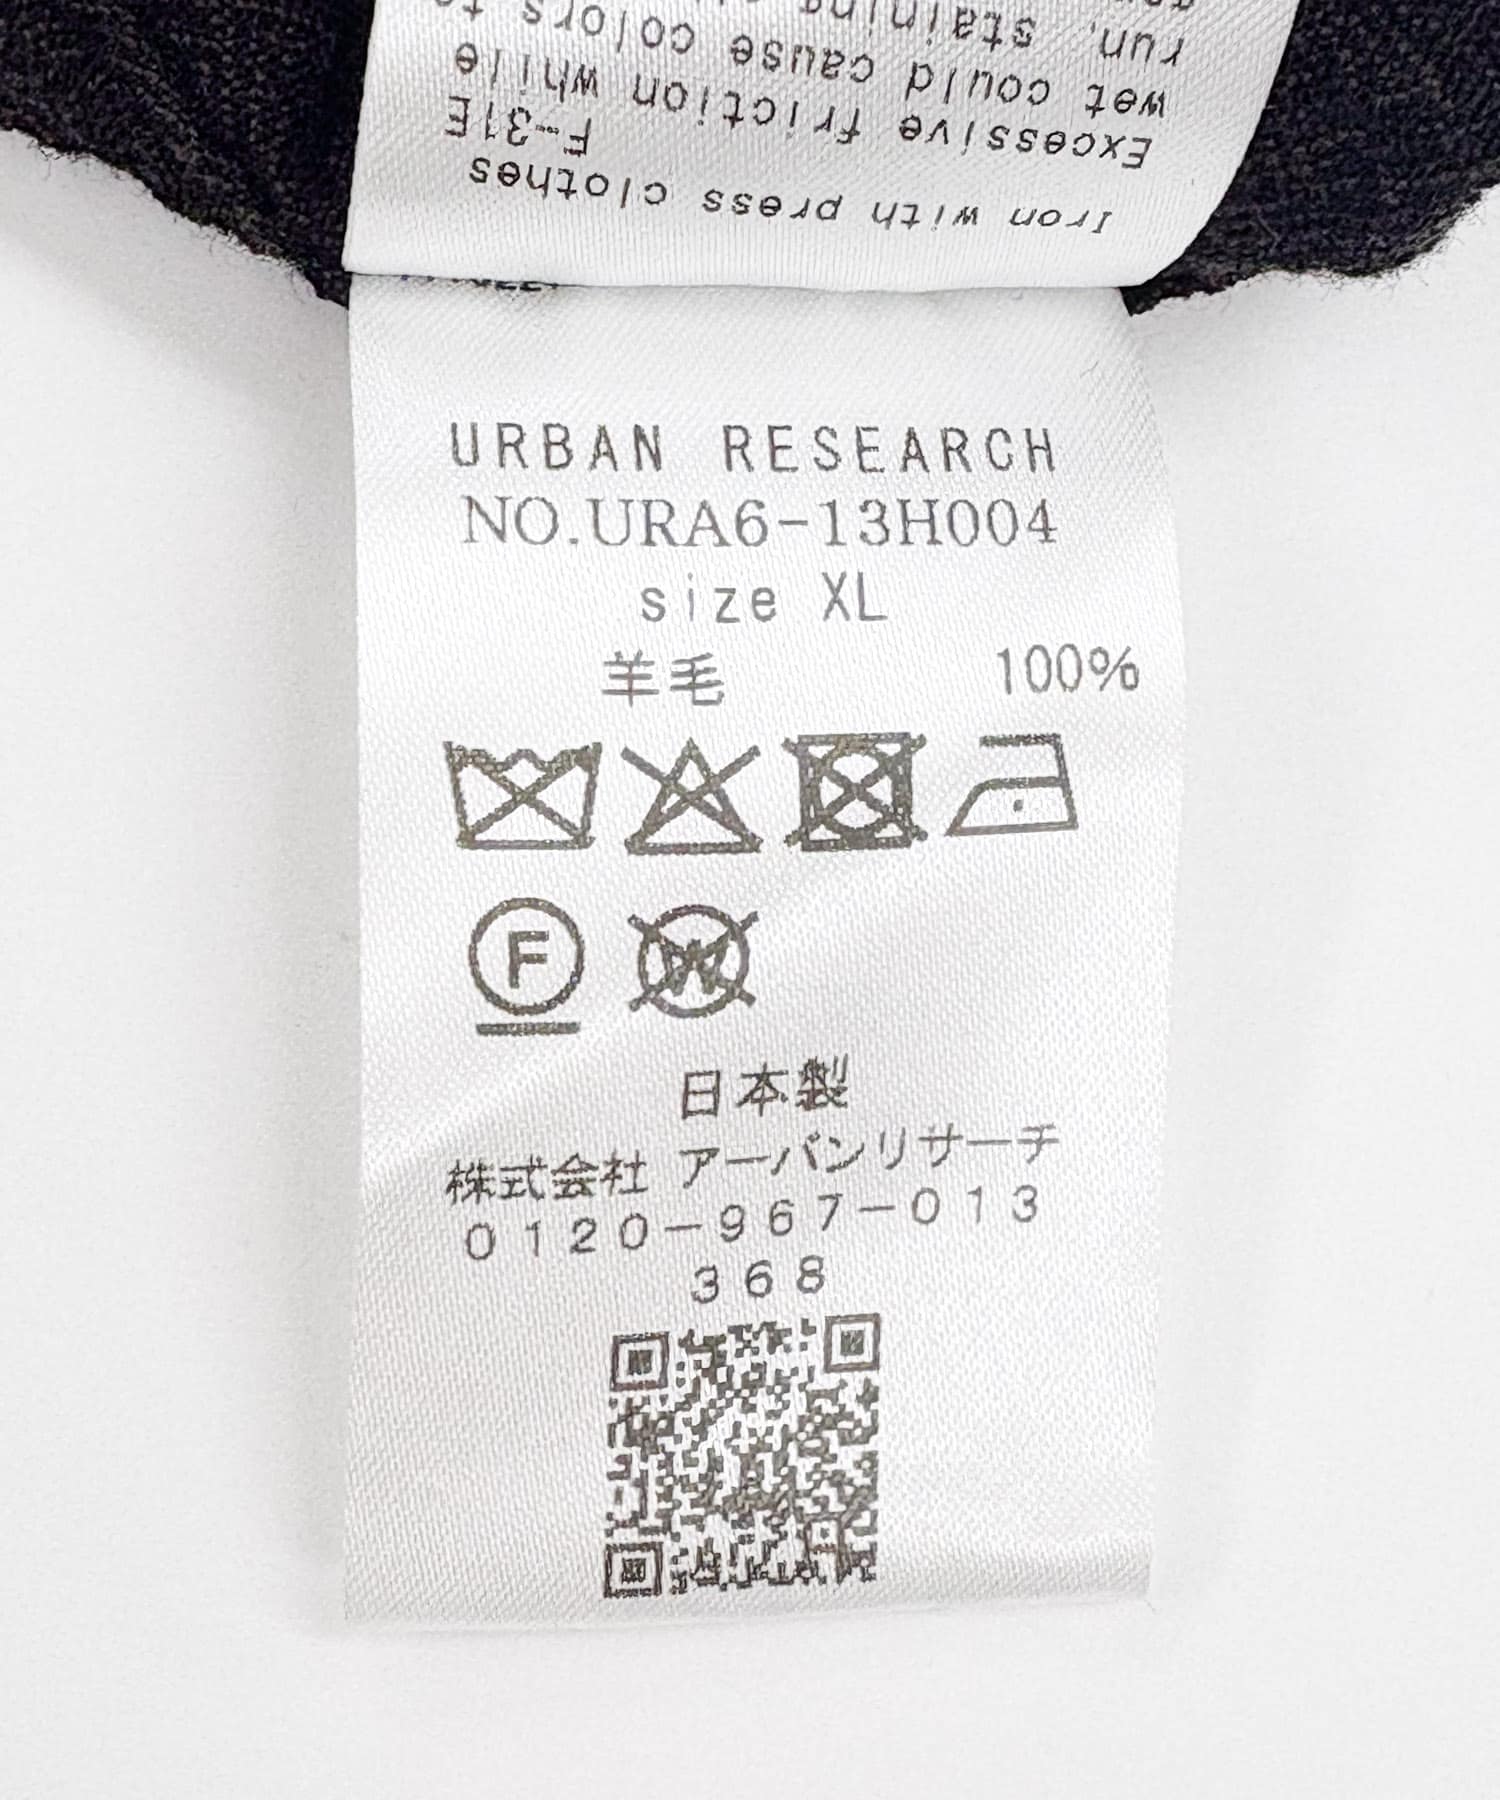 Iron with press clothes
F-31E
Excessive friction while
wet could cause colors to
run, staining
URBAN RESEARCH
NO.URA6-13H004
size XL
羊毛 100%
F
W
日本製
株式会社 アーバンリサーチ
0120-967-013
368